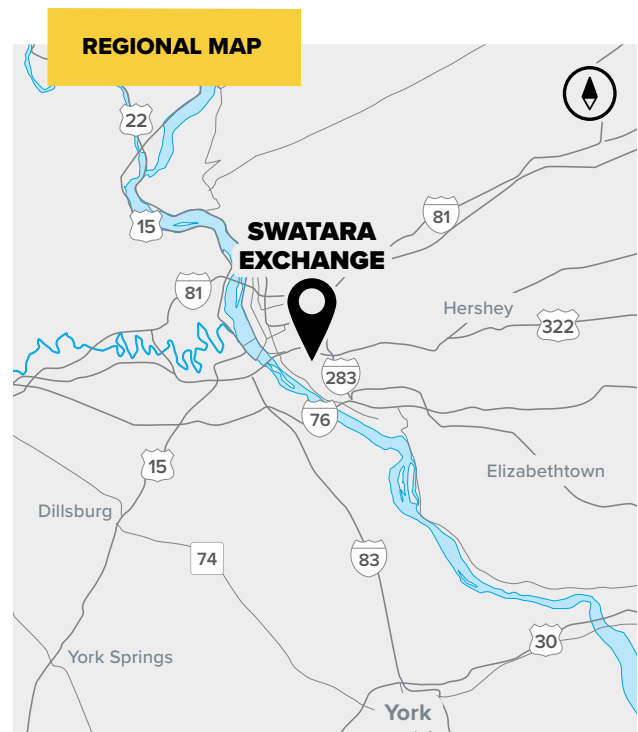 REGIONAL MAP
22
15
81
SWATARA
EXCHANGE
81
Hershey
322
283
76
15
Elizabethtown
Dillsburg
74
83
30
York Springs
York